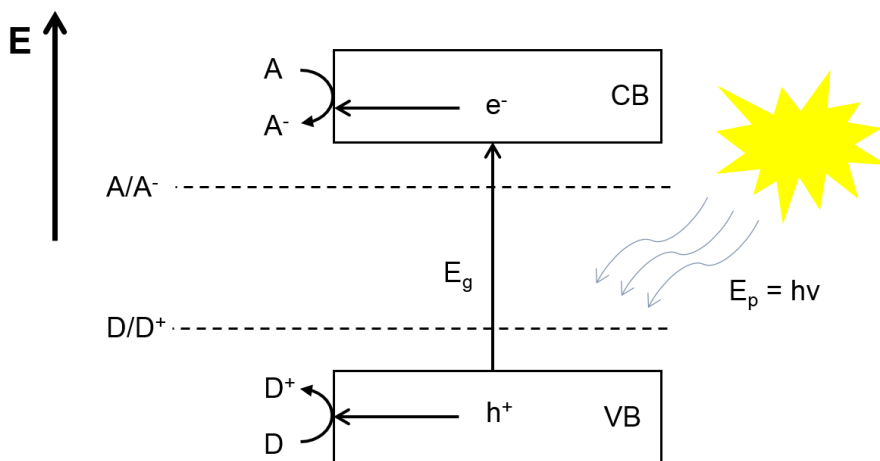 E
A
e-
CB
A-
A/A-
Eg
Ep = hv
D/D+
D+
h+
VB
D